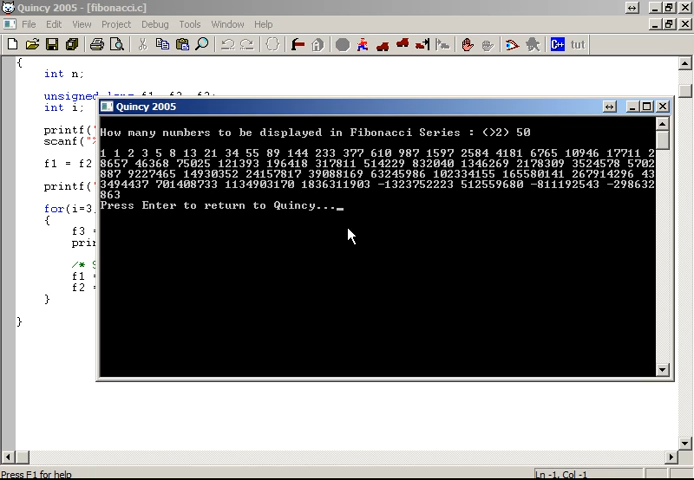 Quincy 2005 - [fibonacci.c]
File Edit View Project Debug Tools Window Help
C++ tut
{
int n;
unsigned long f1, f2, f3;
int i;
printf("
scanf("
f1 = f2
printf("
for(i=3,
{
f3 =
prin
/* S
f1 =
f2 =
}
}
Quincy 2005
How many numbers to be displayed in Fibonacci Series : (>2) 50
1 1 2 3 5 8 13 21 34 55 89 144 233 377 610 987 1597 2584 4181 6765 10946 17711 2
8657 46368 75025 121393 196418 317811 514229 832040 1346269 2178309 3524578 5702
887 9227465 14930352 24157817 39088169 63245986 102334155 165580141 267914296 43
3494437 701408733 1134903170 1836311903 -1323752223 512559680 -811192543 -298632
863
Press Enter to return to Quincy..._
Press F1 for help
Ln -1, Col -1